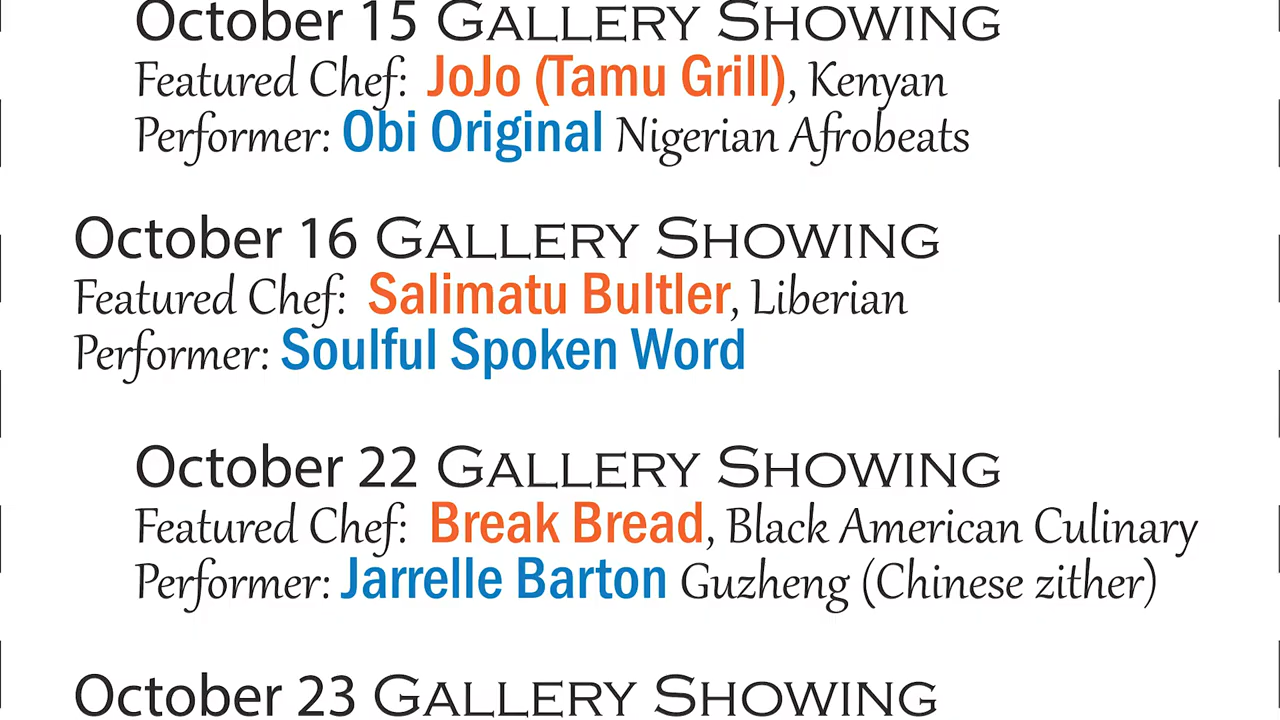 October 15 GALLERY SHOWING
Featured Chef: JoJo (Tamu Grill), Kenyan
Performer: Obi Original Nigerian Afrobeats
October 16 GALLERY SHOWING
Featured Chef: Salimatu Bultler, Liberian
Performer: Soulful Spoken Word
October 22 GALLERY SHOWING
Featured Chef: Break Bread, Black American Culinary
Performer: Jarrelle Barton Guzheng (Chinese zither)
October 23 GALLERY SHOWING